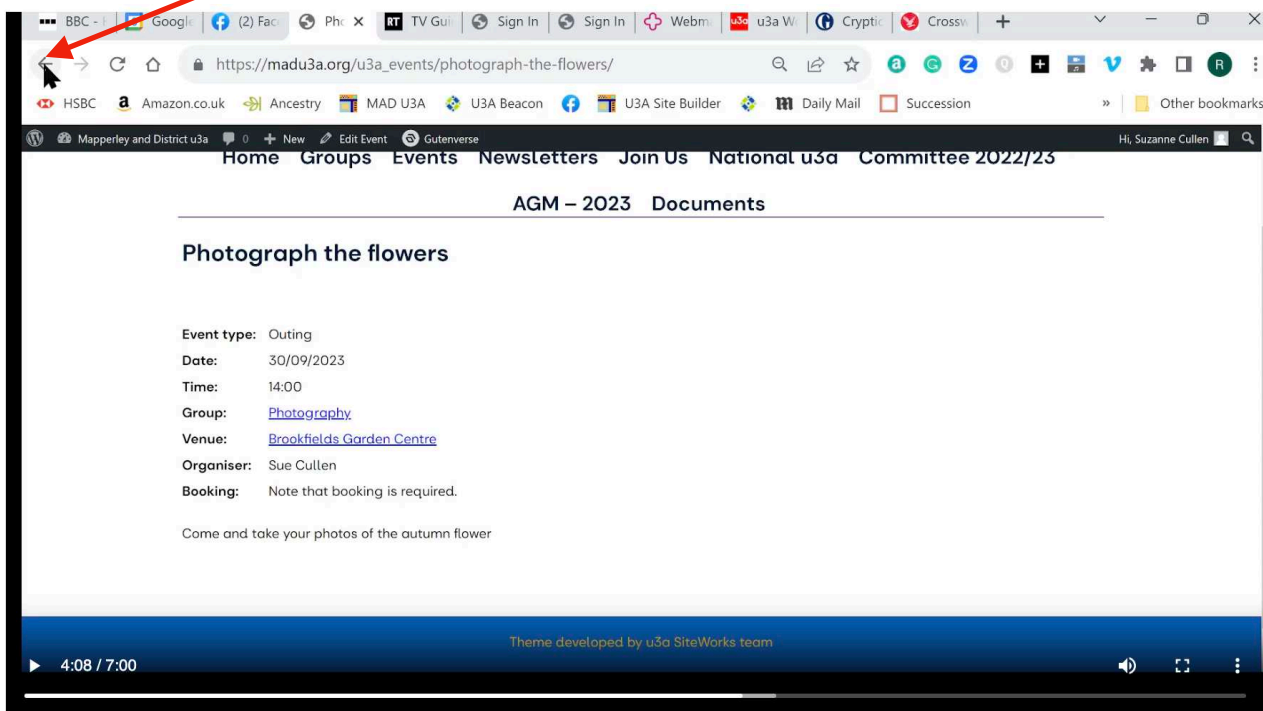 BBC - Google (2) Fac Ph TV Gui Sign In Sign In Webm u3a W Cryptic Crossw
https://madu3a.org/u3a_events/photograph-the-flowers/
HSBC Amazon.co.uk Ancestry MAD U3A U3A Beacon U3A Site Builder Daily Mail Succession » Other bookmarks
Mapperley and District u3a 0 + New Edit Event Gutenverse Hi, Suzanne Cullen
Home Groups Events Newsletters Join Us National u3a Committee 2022/23
AGM – 2023 Documents
Photograph the flowers
Event type: Outing
Date: 30/09/2023
Time: 14:00
Group: Photography
Venue: Brookfields Garden Centre
Organiser: Sue Cullen
Booking: Note that booking is required.
Come and take your photos of the autumn flower
Theme developed by u3a SiteWorks team
4:08 / 7:00